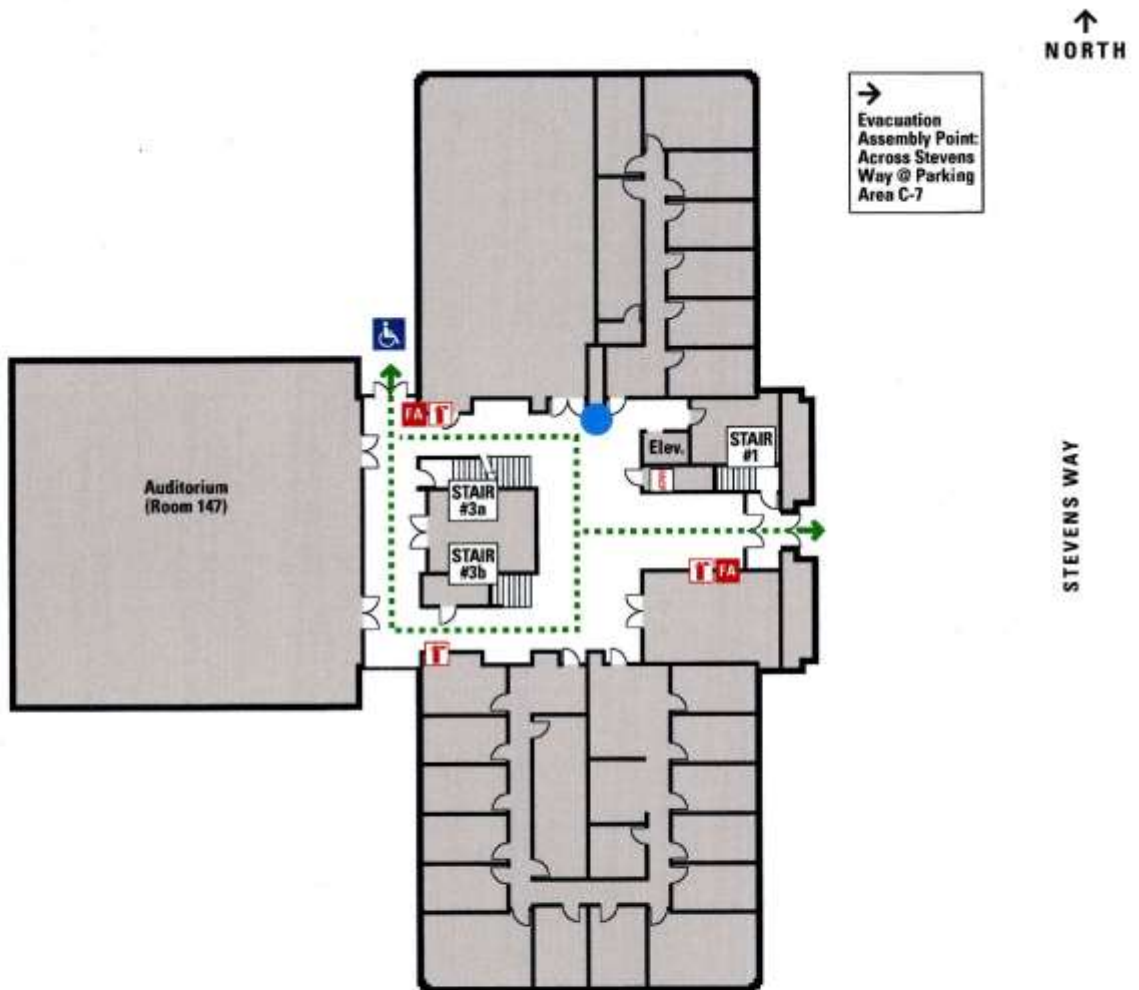 NORTH
Evacuation
Assembly Point:
Across Stevens
Way @ Parking
Area C-7
FA
Elev.
STAIR
#1
STEVENS WAY
Auditorium
(Room 147)
STAIR
#3a
STAIR
#3b
FA